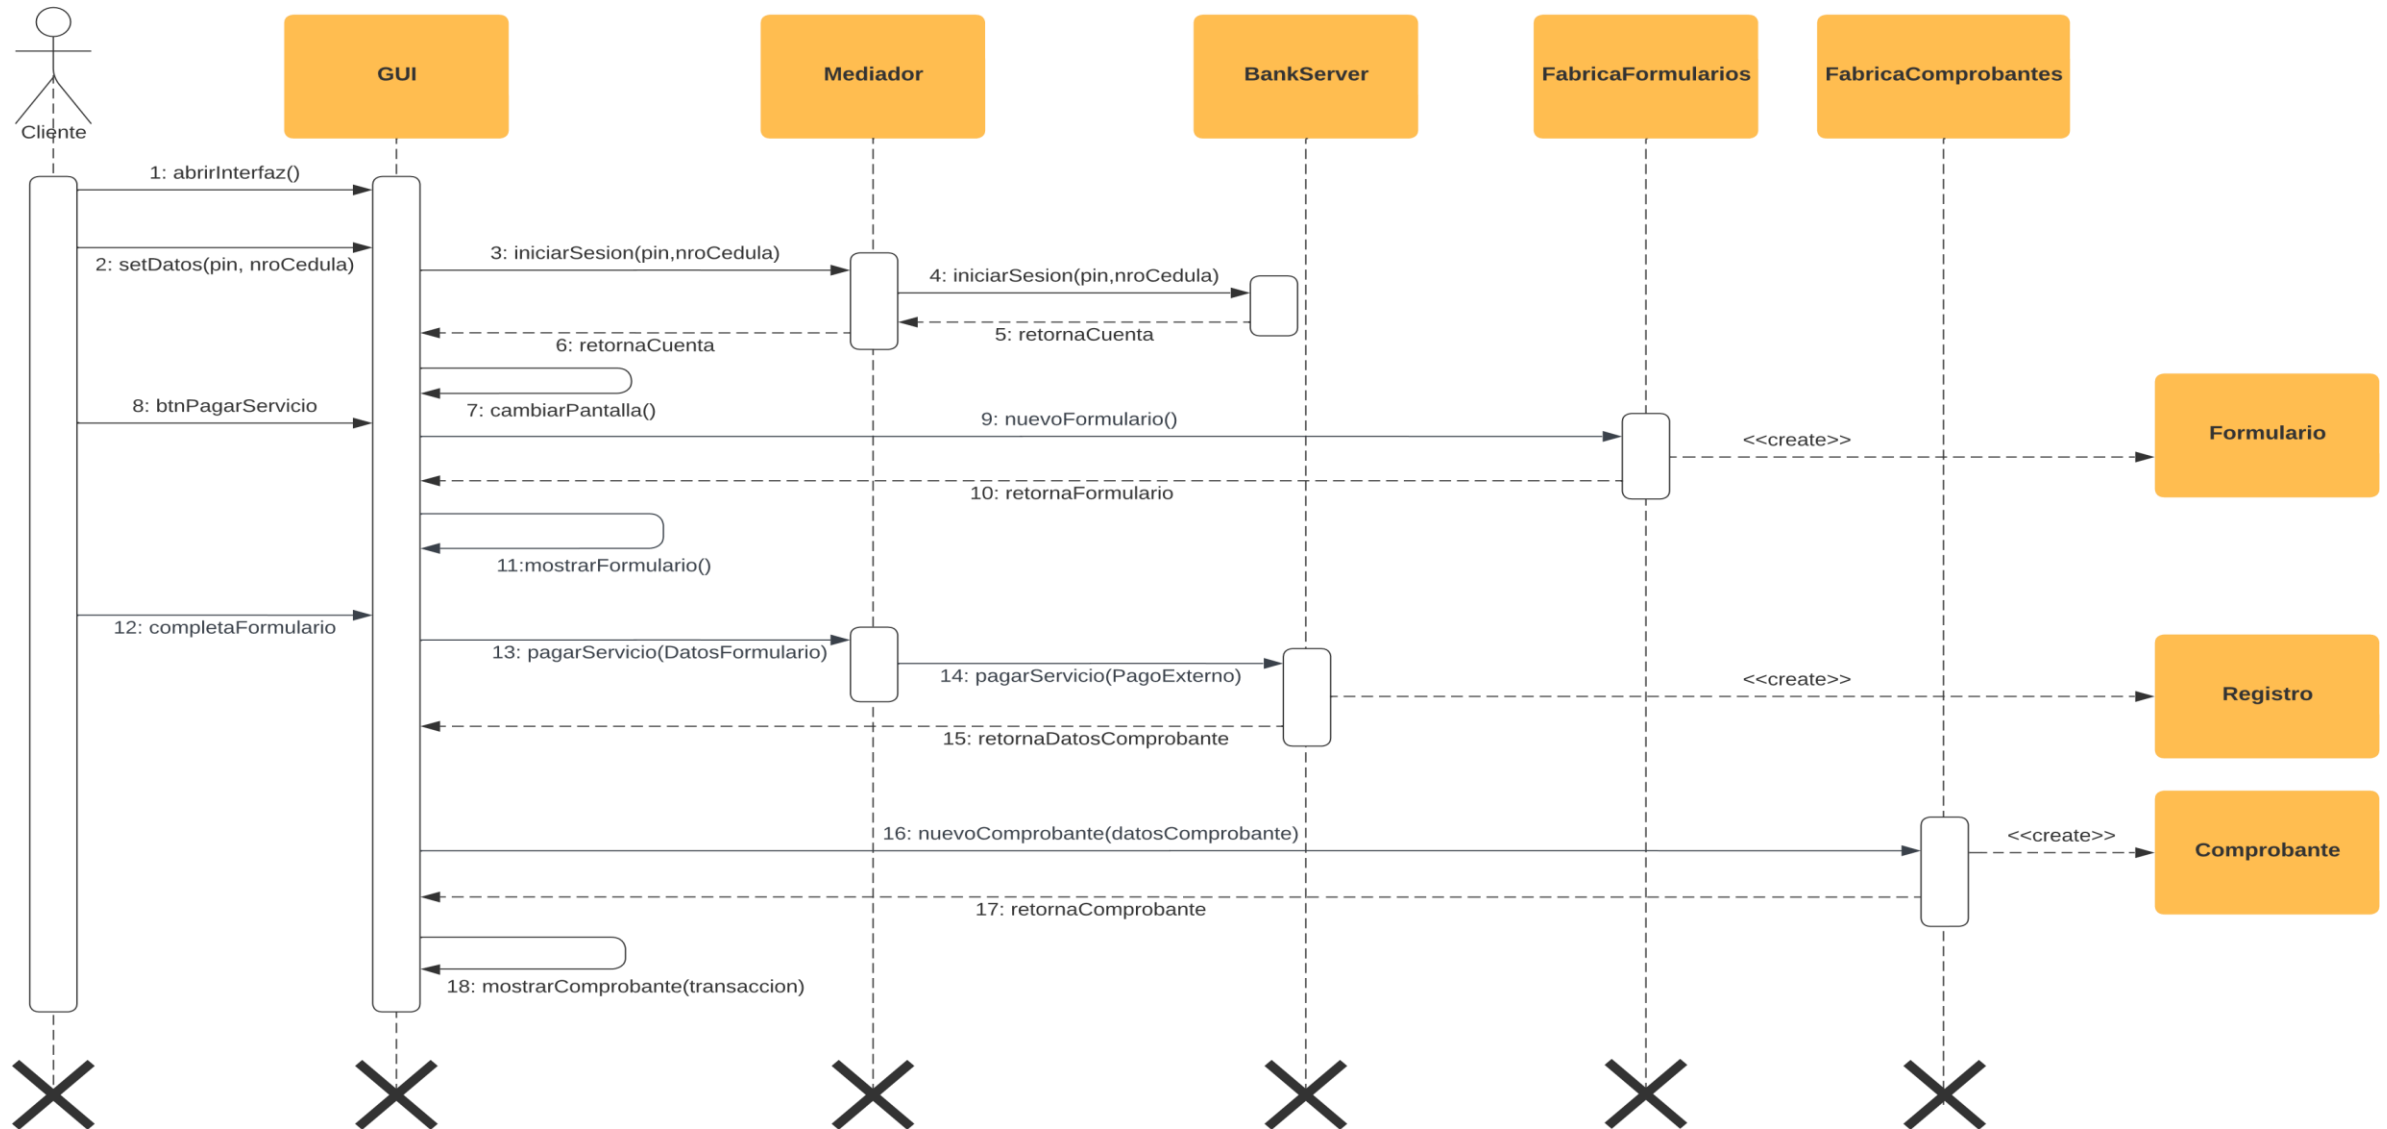 Cliente
GUI
Mediador
BankServer
FabricaFormularios
FabricaComprobantes
1: abrirInterfaz()
2: setDatos(pin, nroCedula)
3: iniciarSesion(pin,nroCedula)
4: iniciarSesion(pin,nroCedula)
5: retornaCuenta
6: retornaCuenta
7: cambiarPantalla()
8: btnPagarServicio
9: nuevoFormulario()
<<create>>
Formulario
10: retornaFormulario
11:mostrarFormulario()
12: completaFormulario
13: pagarServicio(DatosFormulario)
14: pagarServicio(PagoExterno)
<<create>>
Registro
15: retornaDatosComprobante
16: nuevoComprobante(datosComprobante)
<<create>>
Comprobante
17: retornaComprobante
18: mostrarComprobante(transaccion)